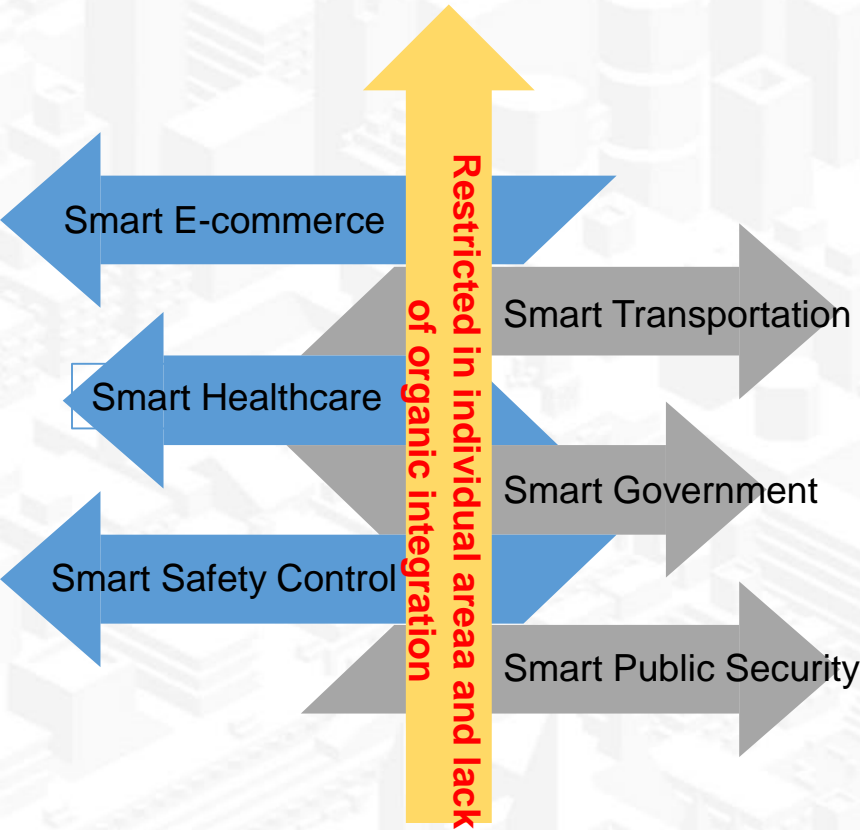 Smart E-commerce
Restricted in individual areaa and lack
of organic integration
Smart Transportation
Smart Healthcare
Smart Government
Smart Safety Control
Smart Public Security